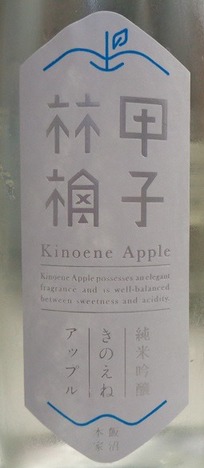 甲子
林檎
Kinoene Apple
Kinoene Apple possesses an elegant
fragrance and is well-balanced
between sweetness and acidity.
純米吟醸
きのえね
アップル
飯沼
本家